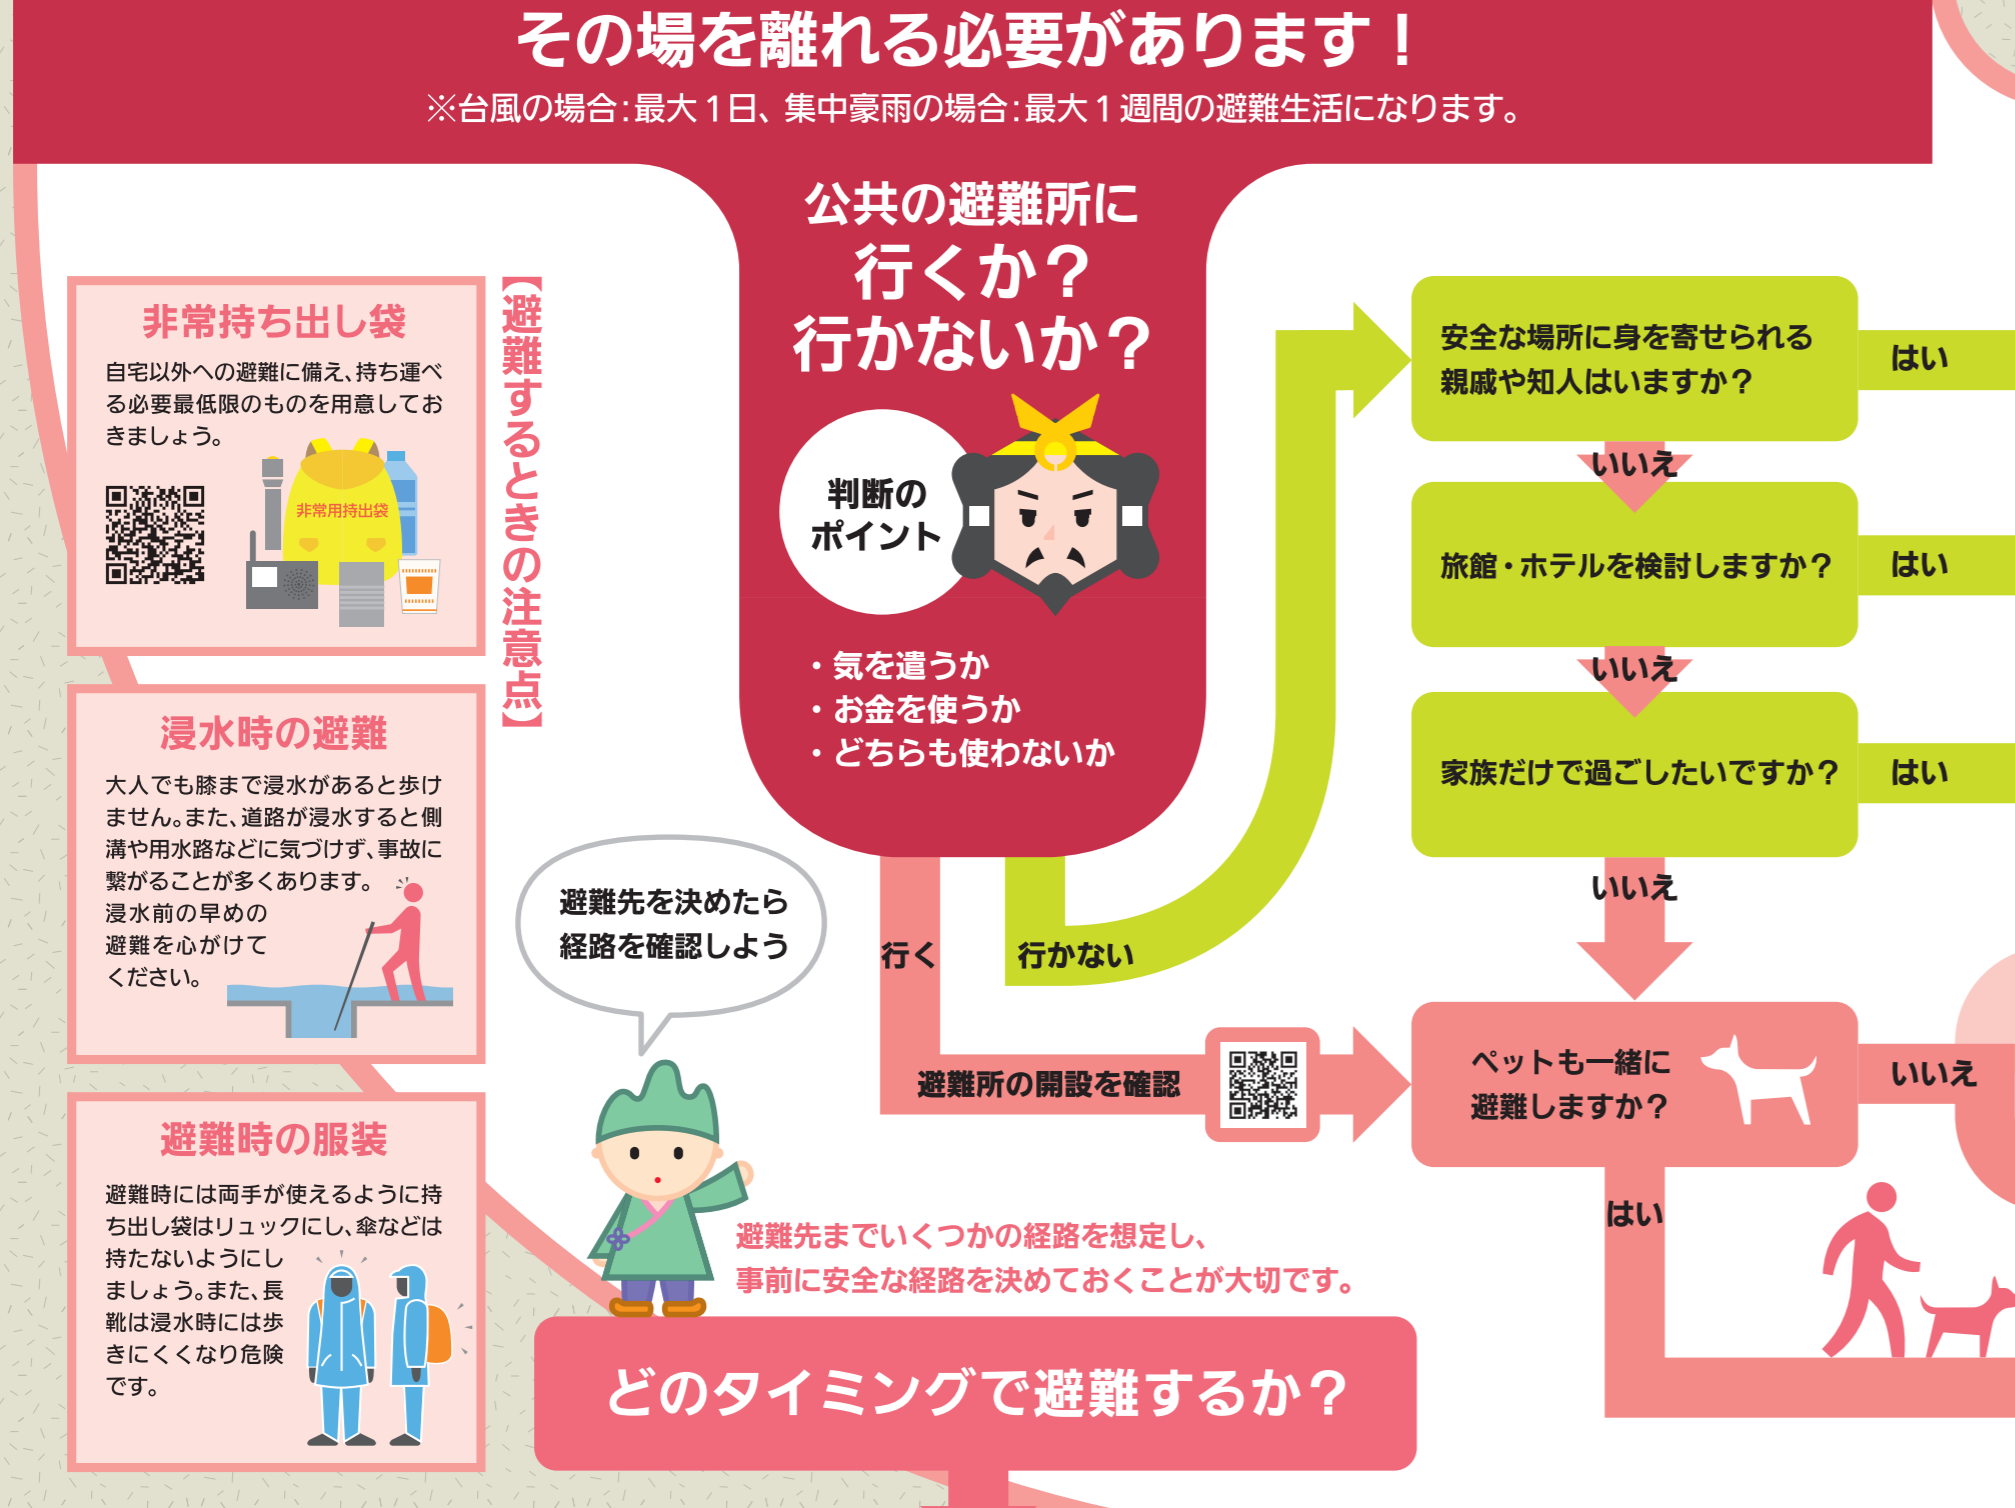 その場を離れる必要があります！
※台風の場合：最大１日、集中豪雨の場合：最大１週間の避難生活になります。
公共の避難所に
行くか？
行かないか？
判断の
ポイント
・気を遣うか
・お金を使うか
・どちらも使わないか
【避難するときの注意点】
非常持ち出し袋
自宅以外への避難に備え、持ち運べ
る必要最低限のものを用意してお
きましょう。
非常用持出袋
浸水時の避難
大人でも膝まで浸水があると歩け
ません。また、道路が浸水すると側
溝や用水路などに気づけず、事故に
繋がることが多くあります。
浸水前の早めの
避難を心がけて
ください。
避難時の服装
避難時には両手が使えるように持
ち出し袋はリュックにし、傘などは
持たないようにし
ましょう。また、長
靴は浸水時には歩
きにくくなり危険
です。
避難先を決めたら
経路を確認しよう
行く
行かない
避難所の開設を確認
安全な場所に身を寄せられる
親戚や知人はいますか？
はい
いいえ
旅館・ホテルを検討しますか？
はい
いいえ
家族だけで過ごしたいですか？
はい
いいえ
ペットも一緒に
避難しますか？
いいえ
はい
避難先までいくつかの経路を想定し、
事前に安全な経路を決めておくことが大切です。
どのタイミングで避難するか？